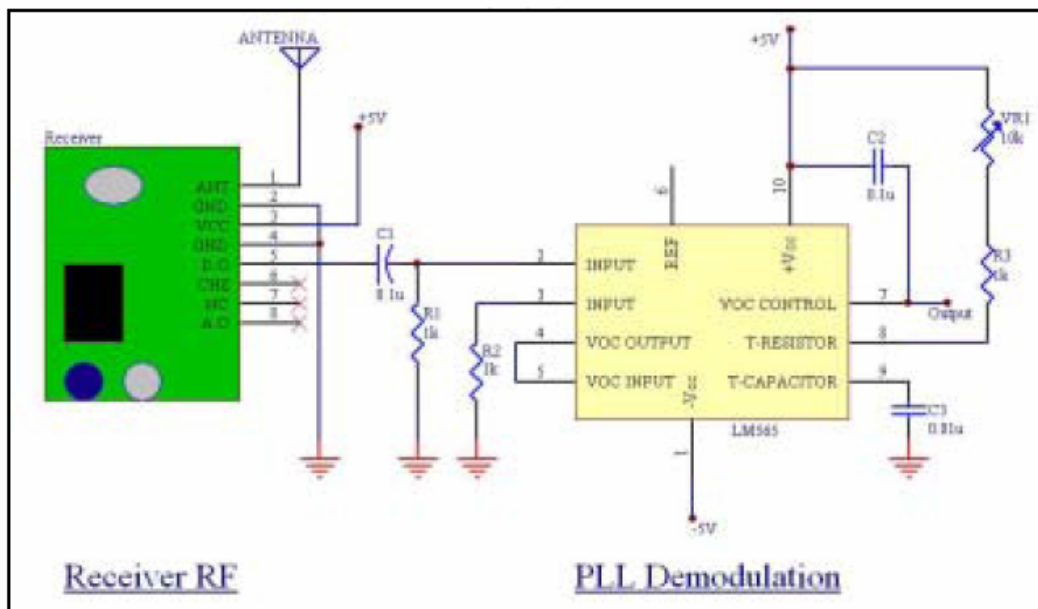 ANTENNA
+5V
+5V
Receiver
1 ANT
2 GND
3 VCC
4 GND
5 D.O
6 CHE
7 NC
8 A.O
C1
0.1u
R1
1k
R2
1k
2 INPUT
3 INPUT
4 VOC OUTPUT
5 VOC INPUT
6 REF
10 +Vcc
VOC CONTROL 7
T-RESISTOR 8
T-CAPACITOR 9
-Vcc 1
LM565
-5V
C2
0.1u
VR1
10k
R3
1k
Output
C3
0.01u
Receiver RF
PLL Demodulation